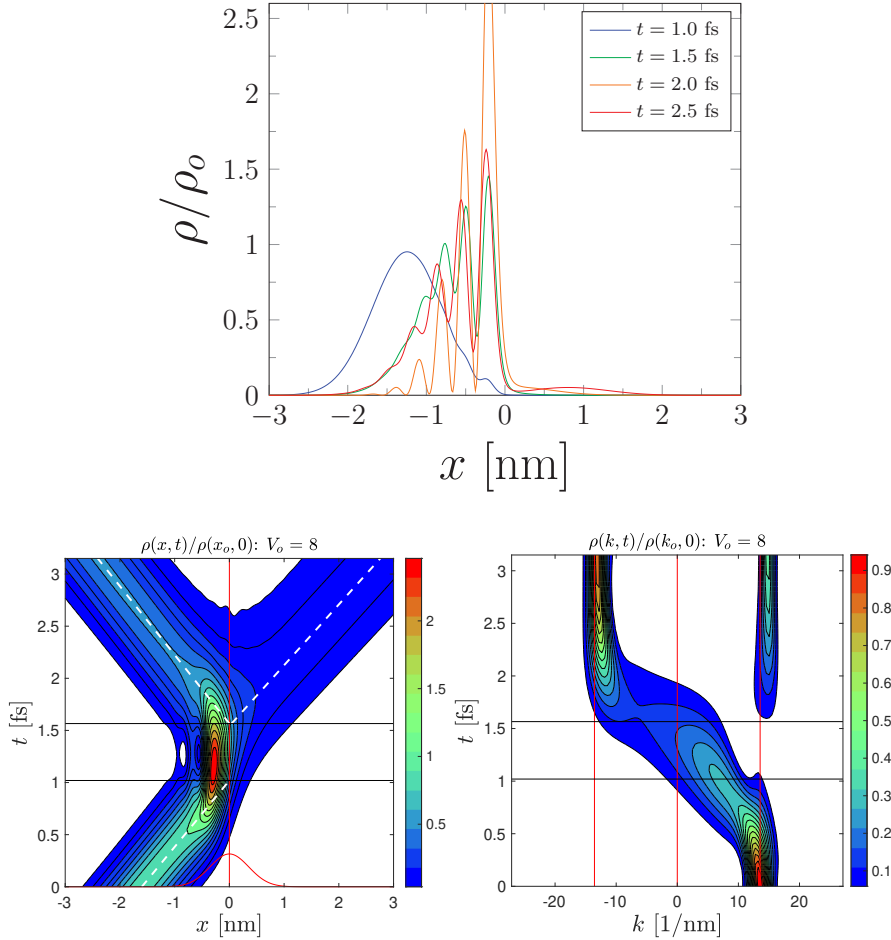 2.5
2
1.5
1
0.5
0
ρ/ρo
t = 1.0 fs
t = 1.5 fs
t = 2.0 fs
t = 2.5 fs
−3 −2 −1 0 1 2 3
x [nm]
ρ(x, t)/ρ(xo, 0): Vo = 8
3
2.5
2
1.5
1
0.5
0
t [fs]
-3 -2 -1 0 1 2 3
x [nm]
2
1.5
1
0.5
ρ(k, t)/ρ(ko, 0): Vo = 8
3
2.5
2
1.5
1
0.5
0
t [fs]
-20 -10 0 10 20
k [1/nm]
0.9
0.8
0.7
0.6
0.5
0.4
0.3
0.2
0.1